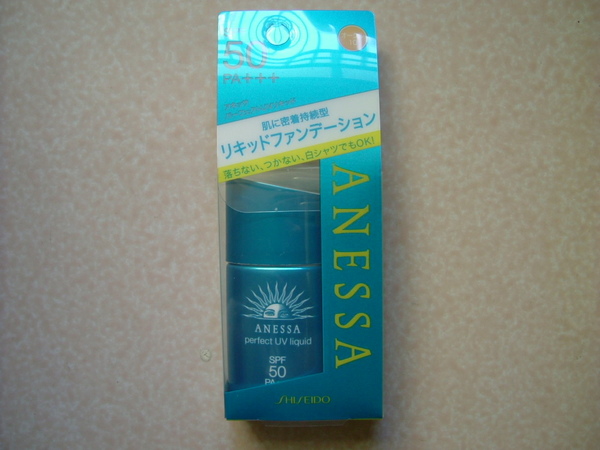 50
PA+++
肌に密着持続型
リキッドファンデーション
落ちない、つかない、白シャツでもOK!
ANESSA
ANESSA
perfect UV liquid
SPF
50
PA
SHISEIDO